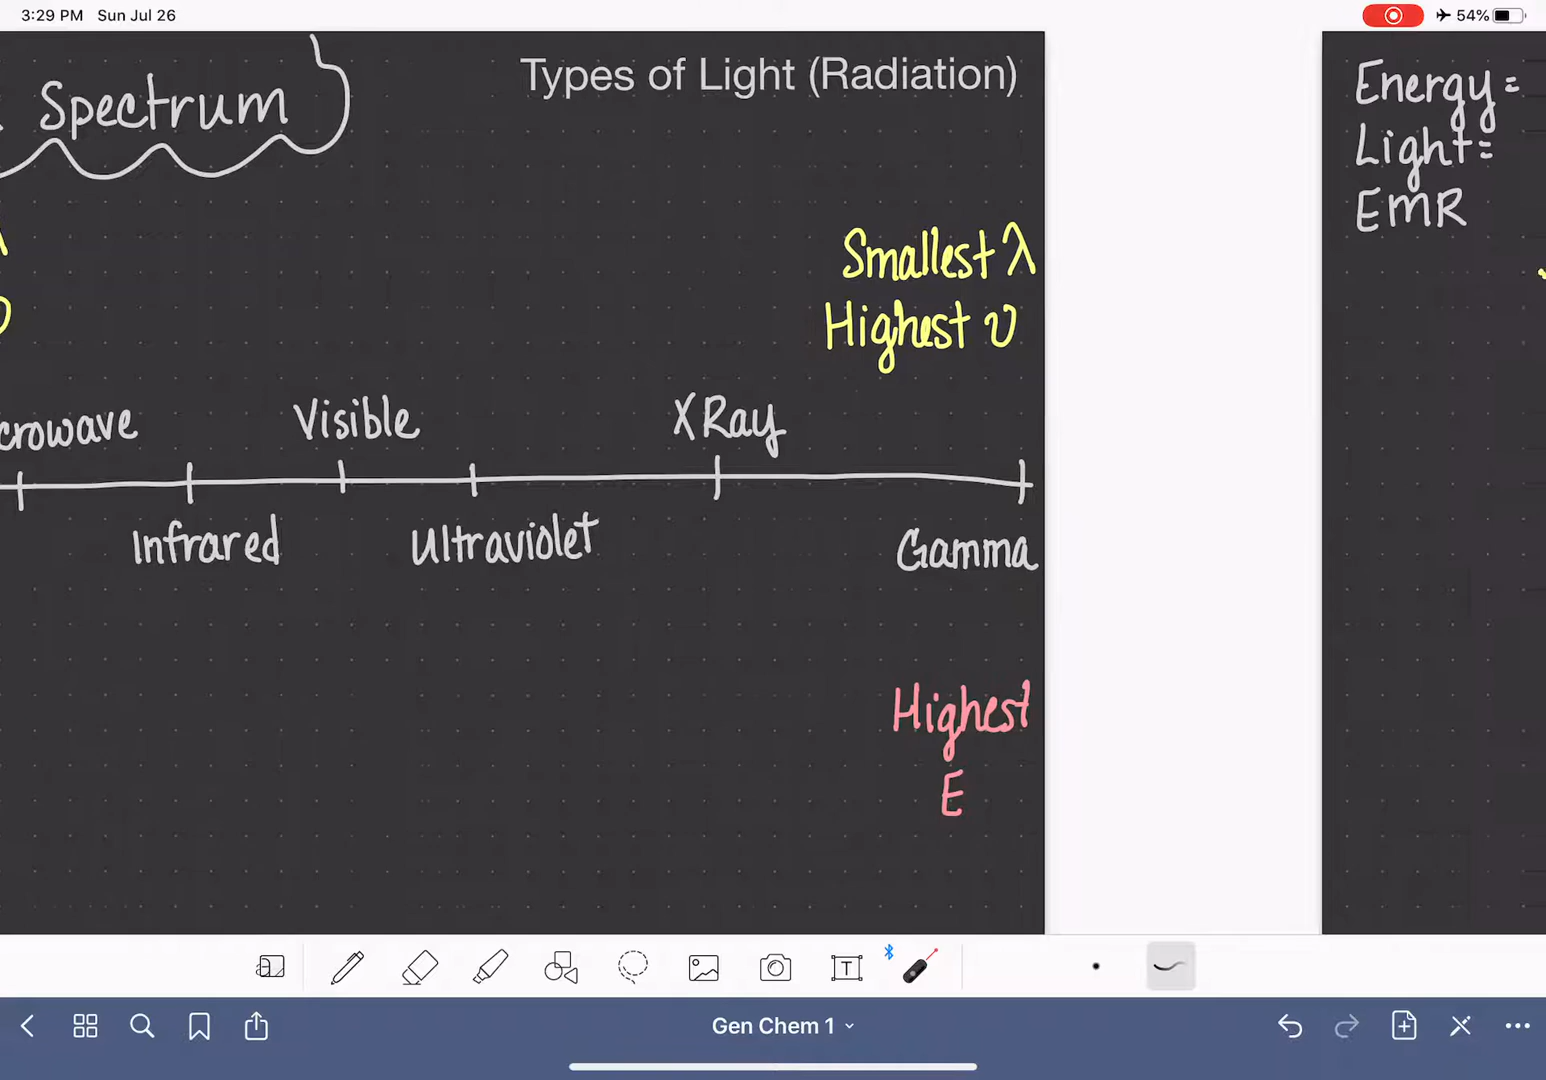 3:29 PM Sun Jul 26
54%
Spectrum
Types of Light (Radiation)
Smallest λ
Highest ν
crowave
Visible
X Ray
Infrared
Ultraviolet
Gamma
Highest
E
Energy =
Light =
EMR
T
Gen Chem 1